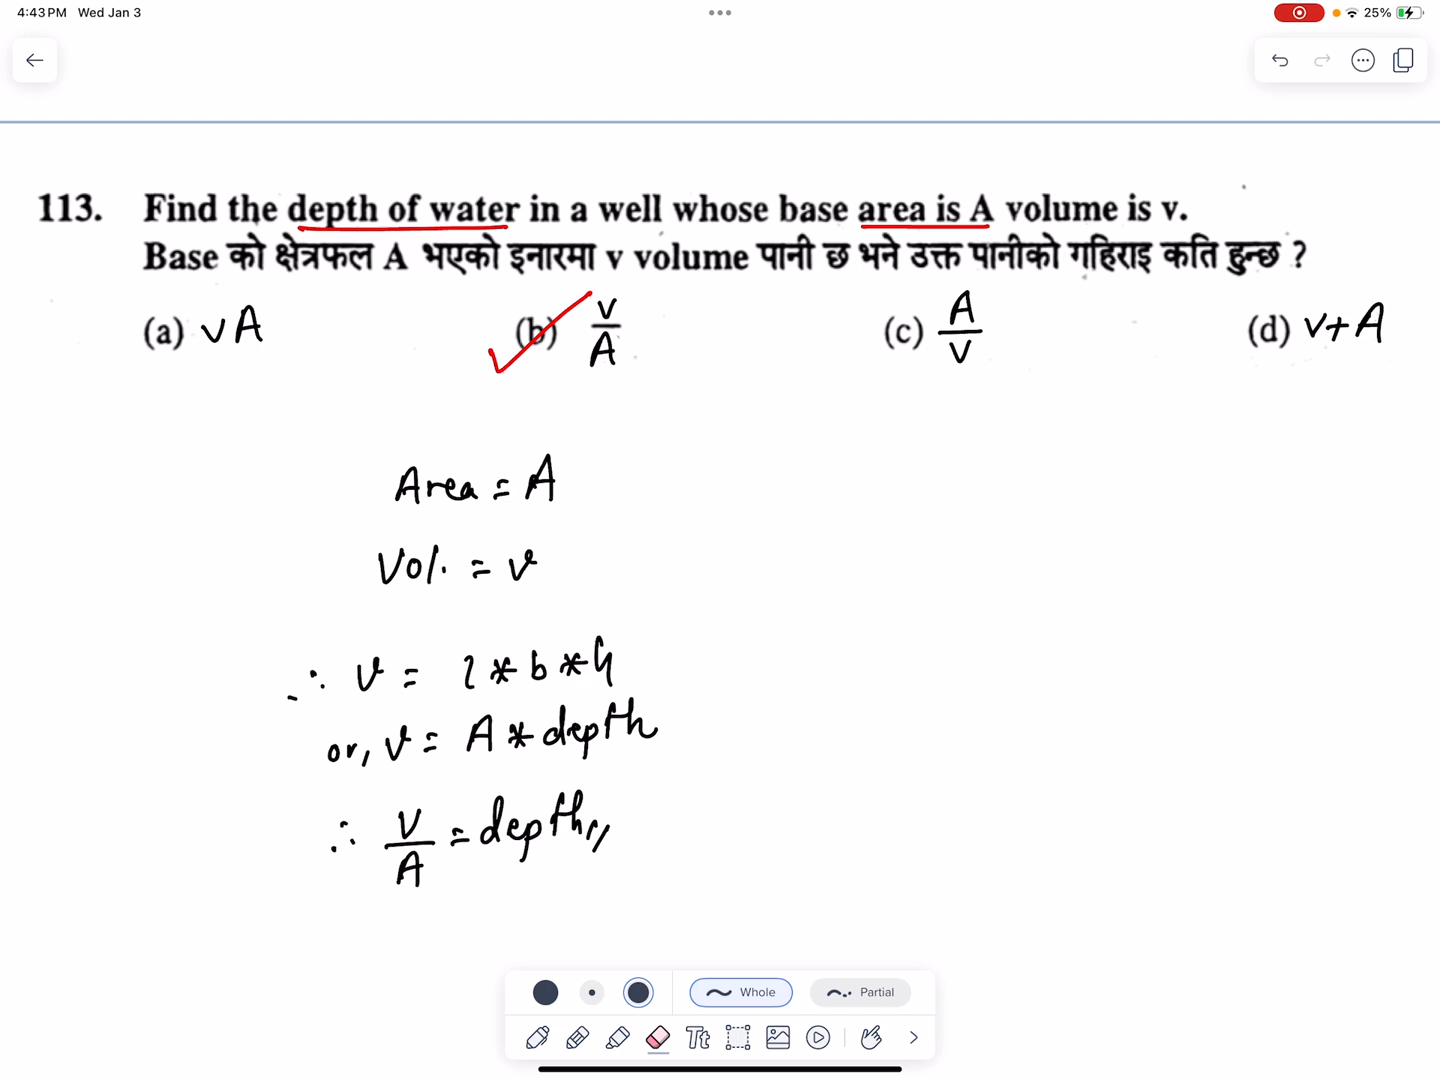 4:43 PM Wed Jan 3
25%
113. Find the depth of water in a well whose base area is A volume is v.
Base को क्षेत्रफल A भएको इनारमा v volume पानी छ भने उक्त पानीको गहिराइ कति हुन्छ ?
(a) vA (b) v/A (c) A/v (d) v+A
Area = A
Vol. = v
∴ v = l * b * h
or, v = A * depth
∴ v/A = depth //
Whole Partial
Tt